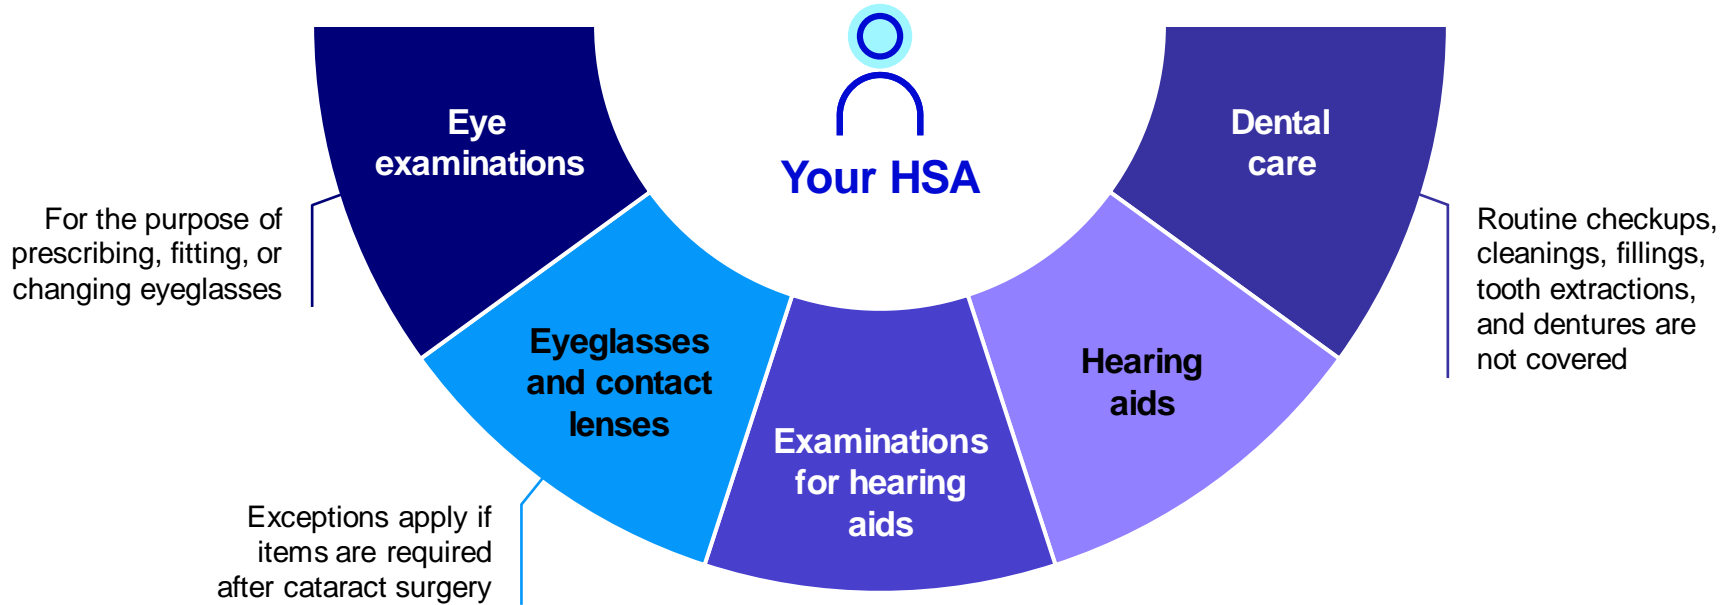 Your HSA
Eye
examinations
For the purpose of
prescribing, fitting, or
changing eyeglasses
Eyeglasses
and contact
lenses
Exceptions apply if
items are required
after cataract surgery
Examinations
for hearing
aids
Hearing
aids
Dental
care
Routine checkups,
cleanings, fillings,
tooth extractions,
and dentures are
not covered